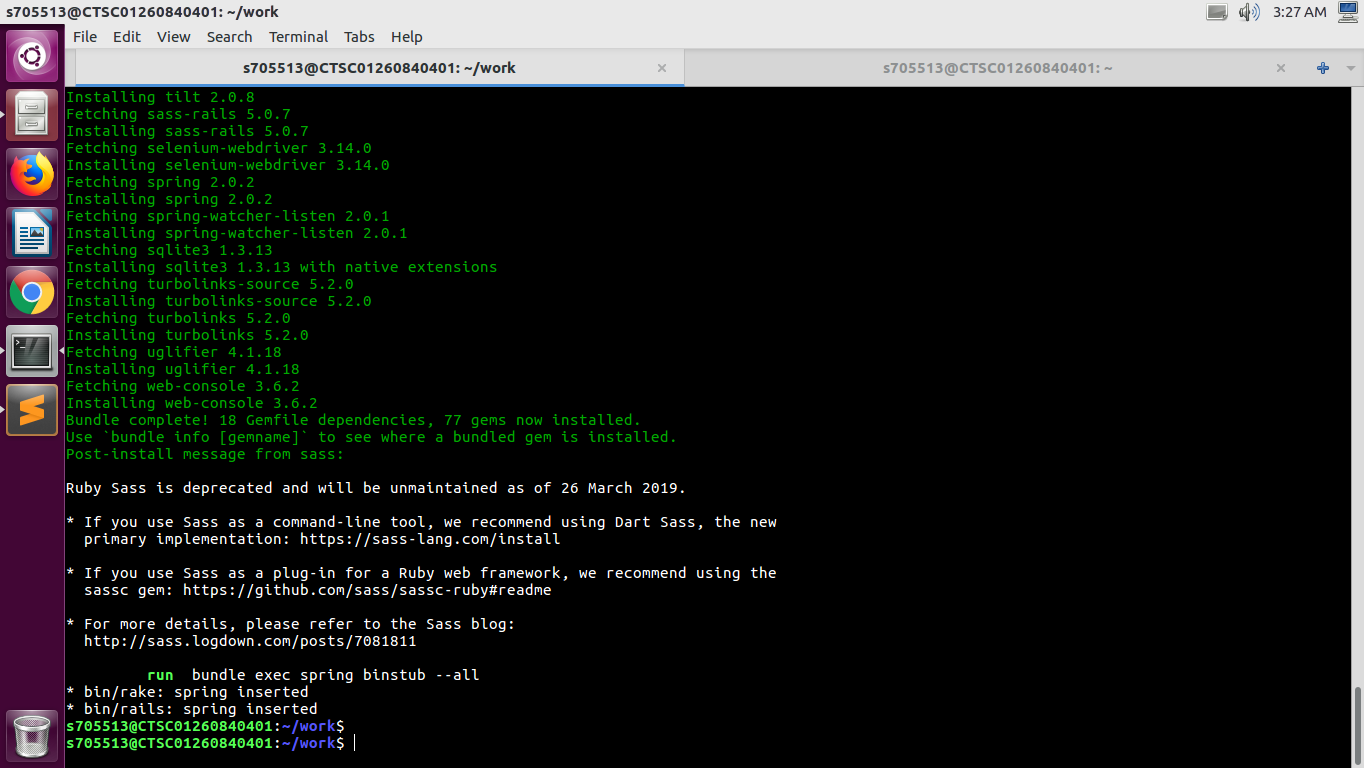 s705513@CTSC01260840401: ~/work
3:27 AM
File Edit View Search Terminal Tabs Help
s705513@CTSC01260840401: ~/work
s705513@CTSC01260840401: ~
Installing tilt 2.0.8
Fetching sass-rails 5.0.7
Installing sass-rails 5.0.7
Fetching selenium-webdriver 3.14.0
Installing selenium-webdriver 3.14.0
Fetching spring 2.0.2
Installing spring 2.0.2
Fetching spring-watcher-listen 2.0.1
Installing spring-watcher-listen 2.0.1
Fetching sqlite3 1.3.13
Installing sqlite3 1.3.13 with native extensions
Fetching turbolinks-source 5.2.0
Installing turbolinks-source 5.2.0
Fetching turbolinks 5.2.0
Installing turbolinks 5.2.0
Fetching uglifier 4.1.18
Installing uglifier 4.1.18
Fetching web-console 3.6.2
Installing web-console 3.6.2
Bundle complete! 18 Gemfile dependencies, 77 gems now installed.
Use `bundle info [gemname]` to see where a bundled gem is installed.
Post-install message from sass:
Ruby Sass is deprecated and will be unmaintained as of 26 March 2019.
* If you use Sass as a command-line tool, we recommend using Dart Sass, the new
primary implementation: https://sass-lang.com/install
* If you use Sass as a plug-in for a Ruby web framework, we recommend using the
sassc gem: https://github.com/sass/sassc-ruby#readme
* For more details, please refer to the Sass blog:
http://sass.logdown.com/posts/7081811
run bundle exec spring binstub --all
* bin/rake: spring inserted
* bin/rails: spring inserted
s705513@CTSC01260840401:~/work$
s705513@CTSC01260840401:~/work$